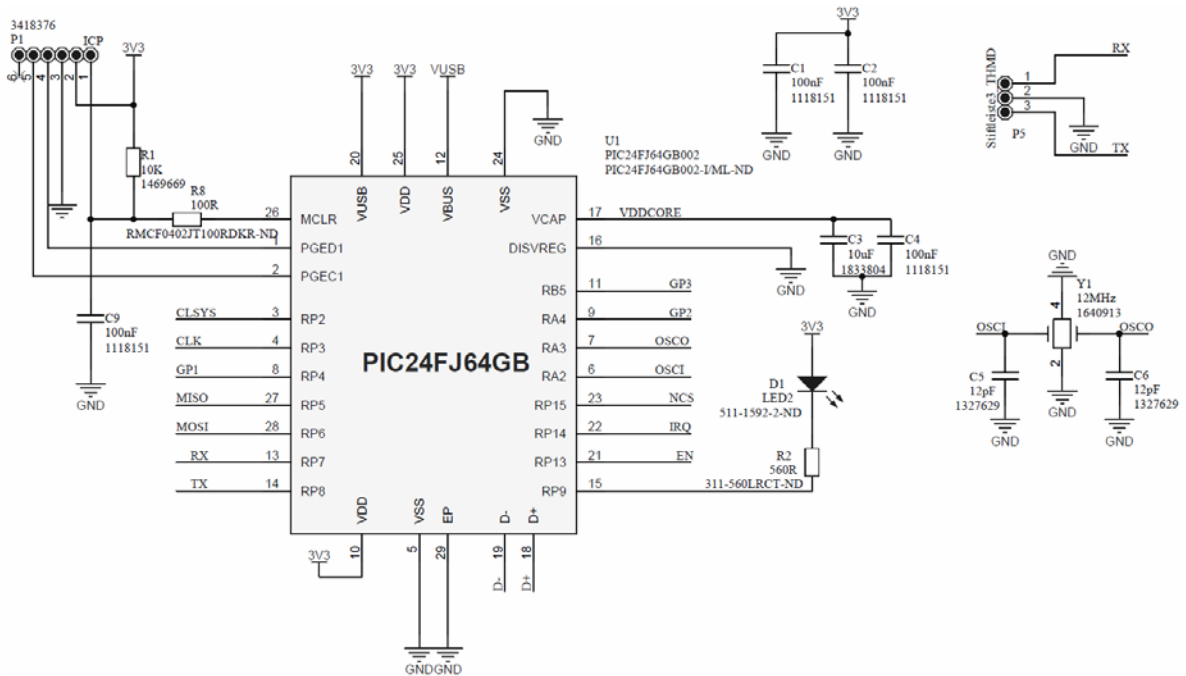 3418376
P1
ICP
3V3
6
5
4
3
2
1
R1
10K
1469669
R8
100R
RMCF0402JT100RDKR-ND
C9
100nF
1118151
GND
3V3
3V3
VUSB
GND
20
25
12
24
VUSB
VDD
VBUS
VSS
U1
PIC24FJ64GB002
PIC24FJ64GB002-I/ML-ND
3V3
C1
100nF
1118151
C2
100nF
1118151
GND
GND
Stiftleiste3_THMD
1
2
3
RX
GND
P5
TX
26 MCLR
1 PGED1
2 PGEC1
CLSYS 3 RP2
CLK 4 RP3
GP1 8 RP4
MISO 27 RP5
MOSI 28 RP6
RX 13 RP7
TX 14 RP8
PIC24FJ64GB
VCAP 17 VDDCORE
DISVREG 16
RB5 11 GP3
RA4 9 GP2
RA3 7 OSCO
RA2 6 OSCI
RP15 23 NCS
RP14 22 IRQ
RP13 21 EN
RP9 15
GND
C3
10uF
1833804
C4
100nF
1118151
GND
3V3
D1
LED2
511-1592-2-ND
R2
560R
311-560LRCT-ND
GND
Y1
12MHz
1640913
4
2
OSCI
OSCO
C5
12pF
1327629
GND
GND
C6
12pF
1327629
GND
VDD
VSS
EP
D-
D+
10
5
29
19
18
3V3
D-
D+
GND
GND